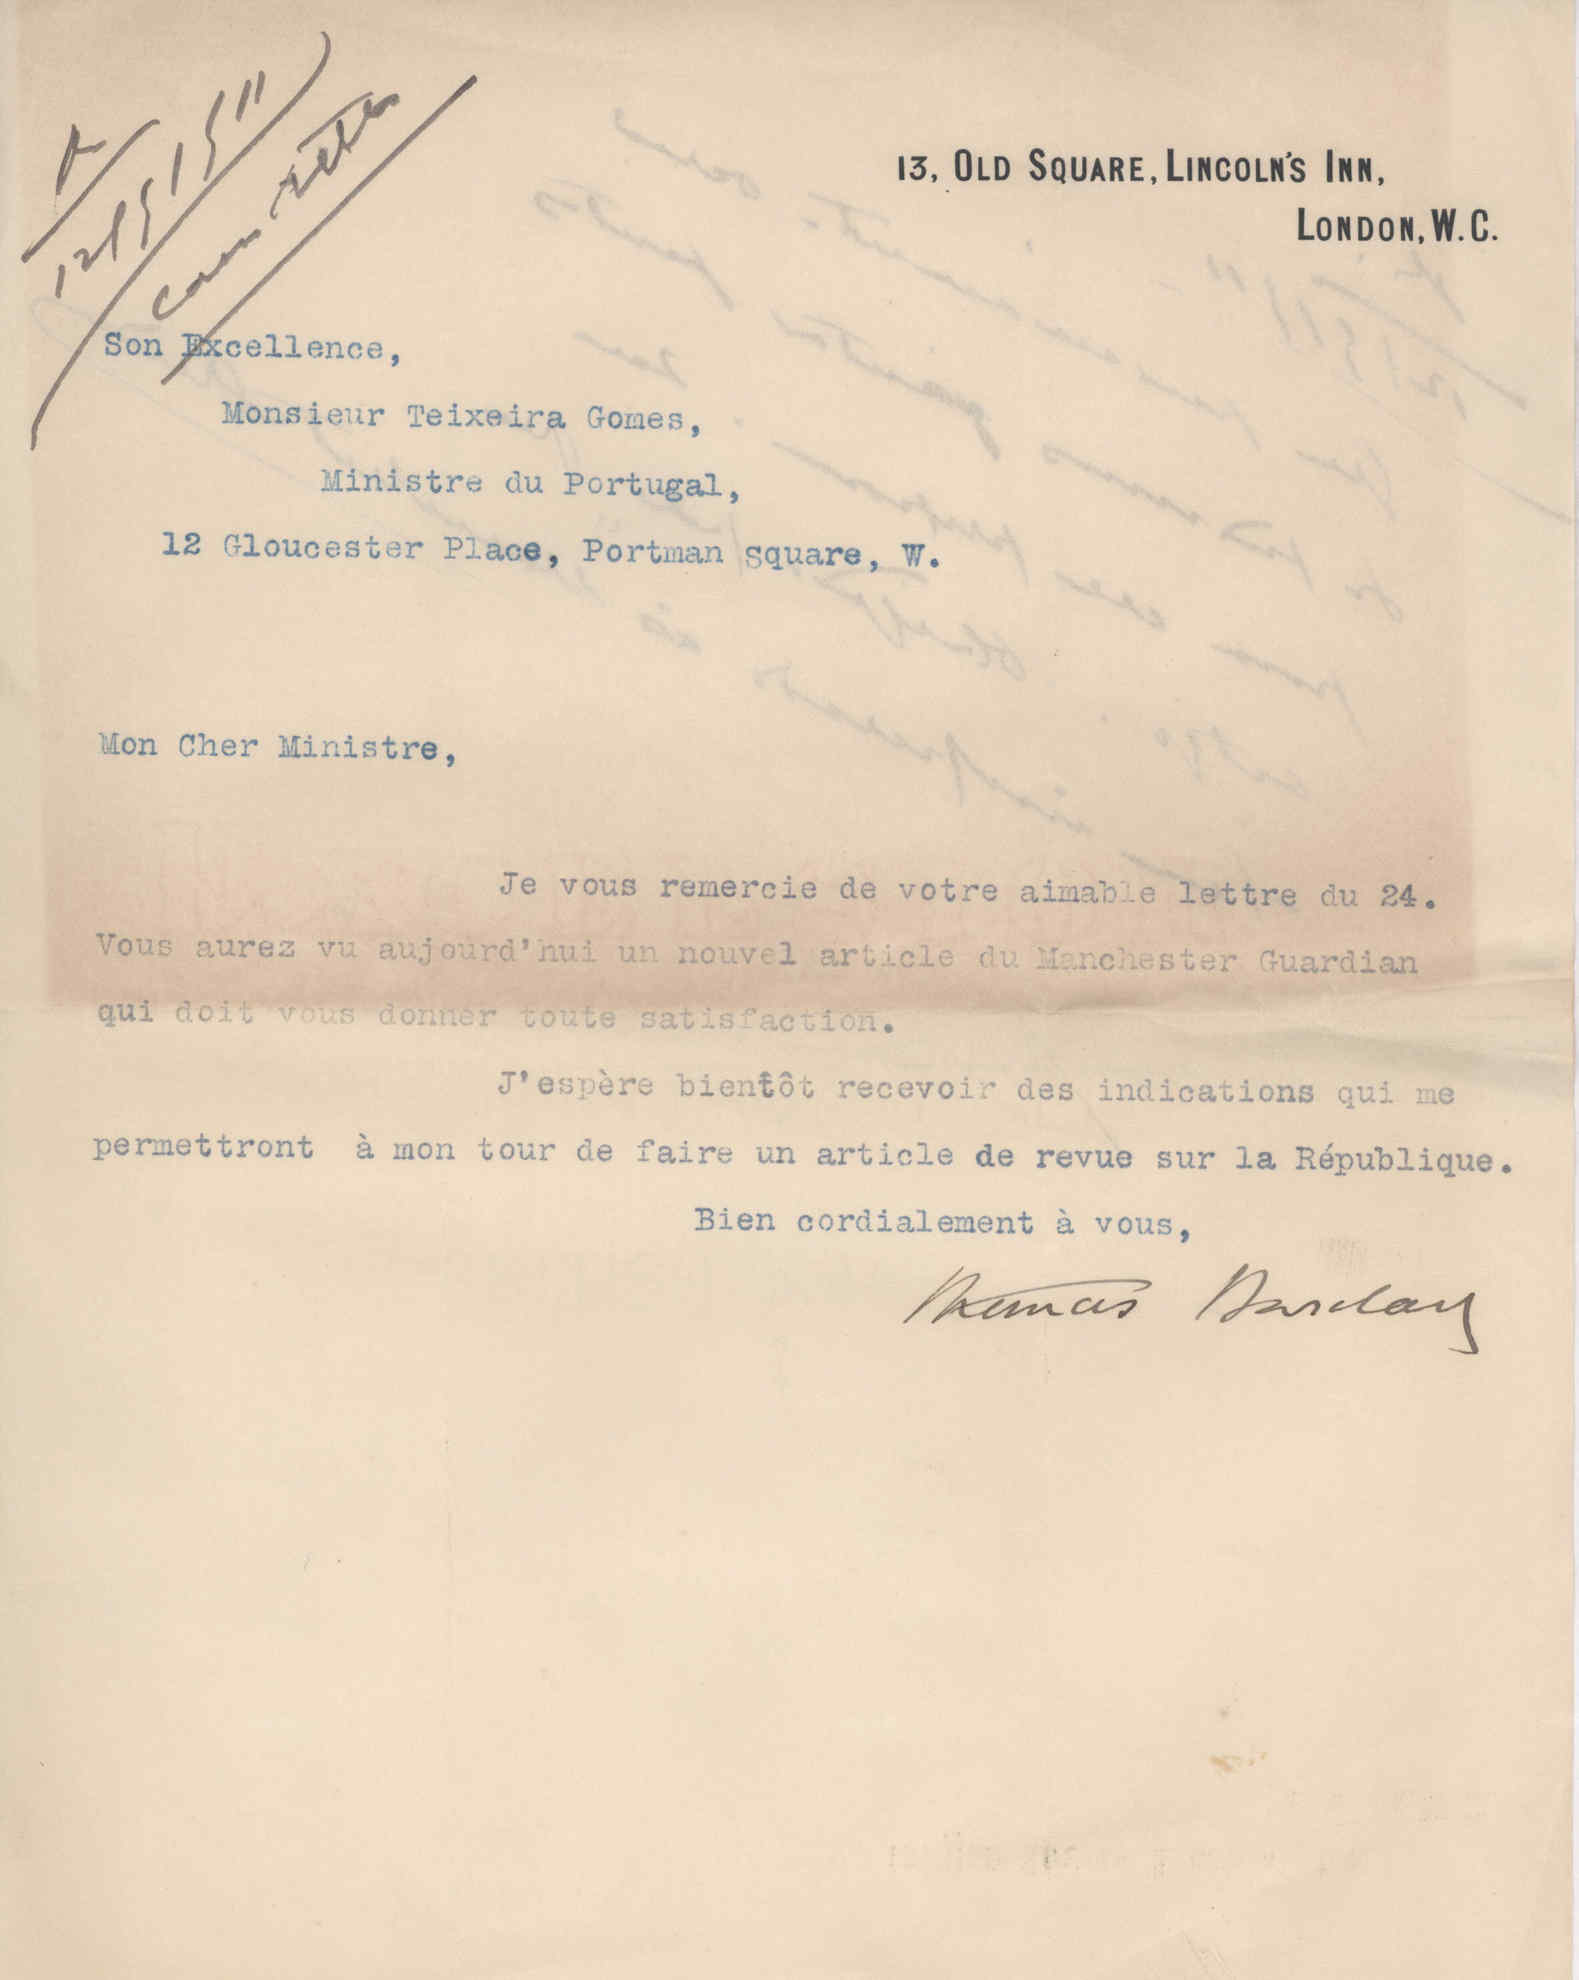 13, OLD SQUARE, LINCOLN'S INN,
LONDON, W.C.
Son Excellence,
Monsieur Teixeira Gomes,
Ministre du Portugal,
12 Gloucester Place, Portman square, W.
Mon Cher Ministre,
Je vous remercie de votre aimable lettre du 24.
Vous aurez vu aujourd'hui un nouvel article du Manchester Guardian
qui doit vous donner toute satisfaction.
J'espère bientôt recevoir des indications qui me
permettront à mon tour de faire un article de revue sur la République.
Bien cordialement à vous,
Thomas Barclay